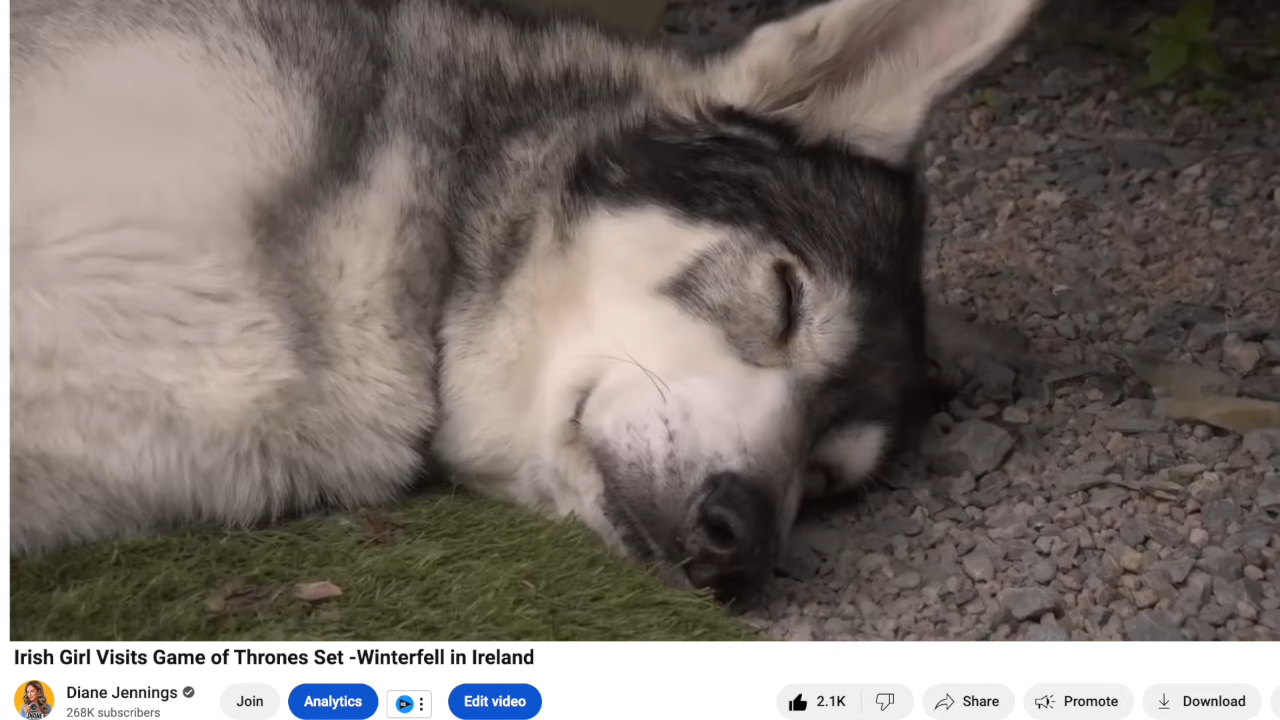 Irish Girl Visits Game of Thrones Set -Winterfell in Ireland
Diane Jennings
268K subscribers
Join
Analytics
Edit video
2.1K
Share
Promote
Download